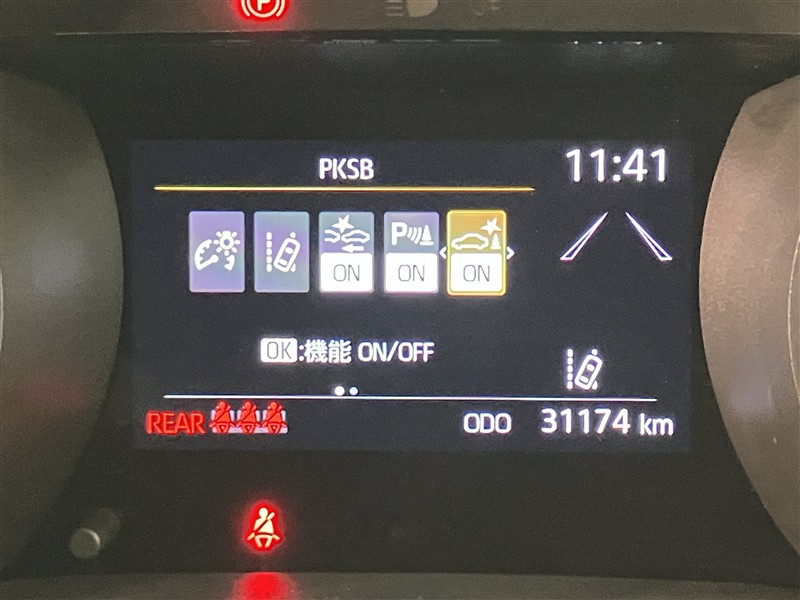 P
PKSB
11:41
P
ON ON ON
OK:機能 ON/OFF
REAR
ODO 31174 km